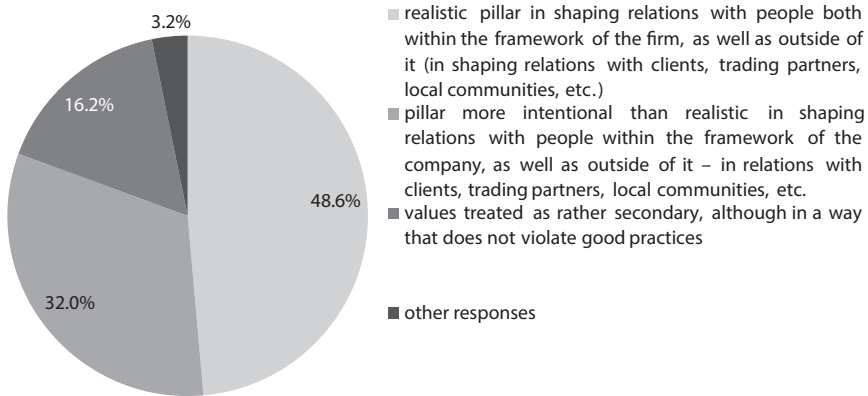 3.2%
16.2%
48.6%
32.0%
realistic pillar in shaping relations with people both
within the framework of the firm, as well as outside of
it (in shaping relations with clients, trading partners,
local communities, etc.)
pillar more intentional than realistic in shaping
relations with people within the framework of the
company, as well as outside of it – in relations with
clients, trading partners, local communities, etc.
values treated as rather secondary, although in a way
that does not violate good practices
other responses